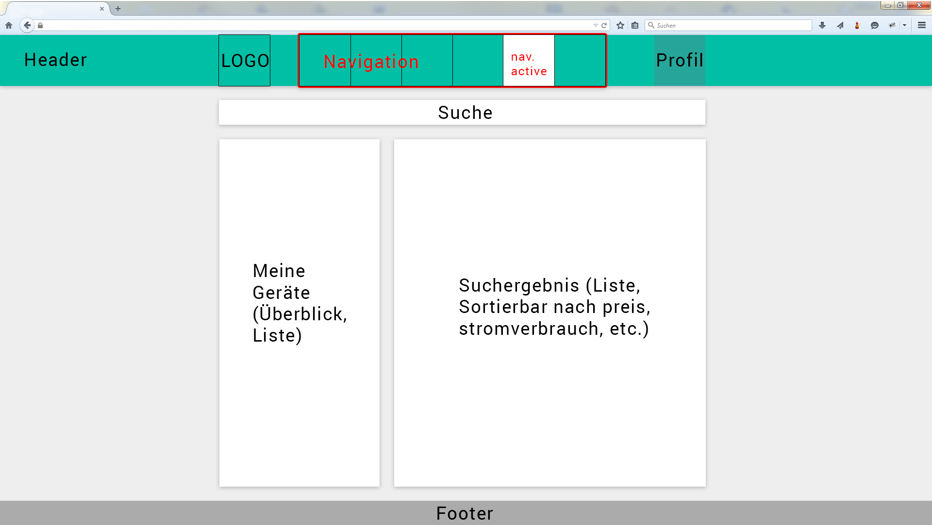 Suchen
Header
LOGO
Navigation
nav.
active
Profil
Suche
Meine
Geräte
(Überblick,
Liste)
Suchergebnis (Liste,
Sortierbar nach preis,
stromverbrauch, etc.)
Footer